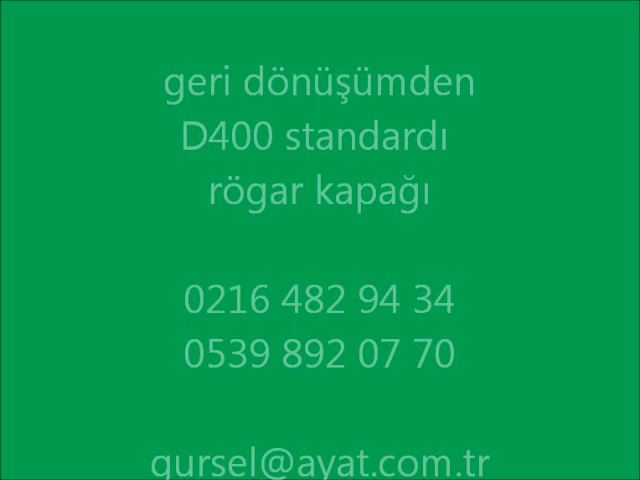 geri dönüşümden
D400 standardı
rögar kapağı
0216 482 94 34
0539 892 07 70
gursel@ayat.com.tr